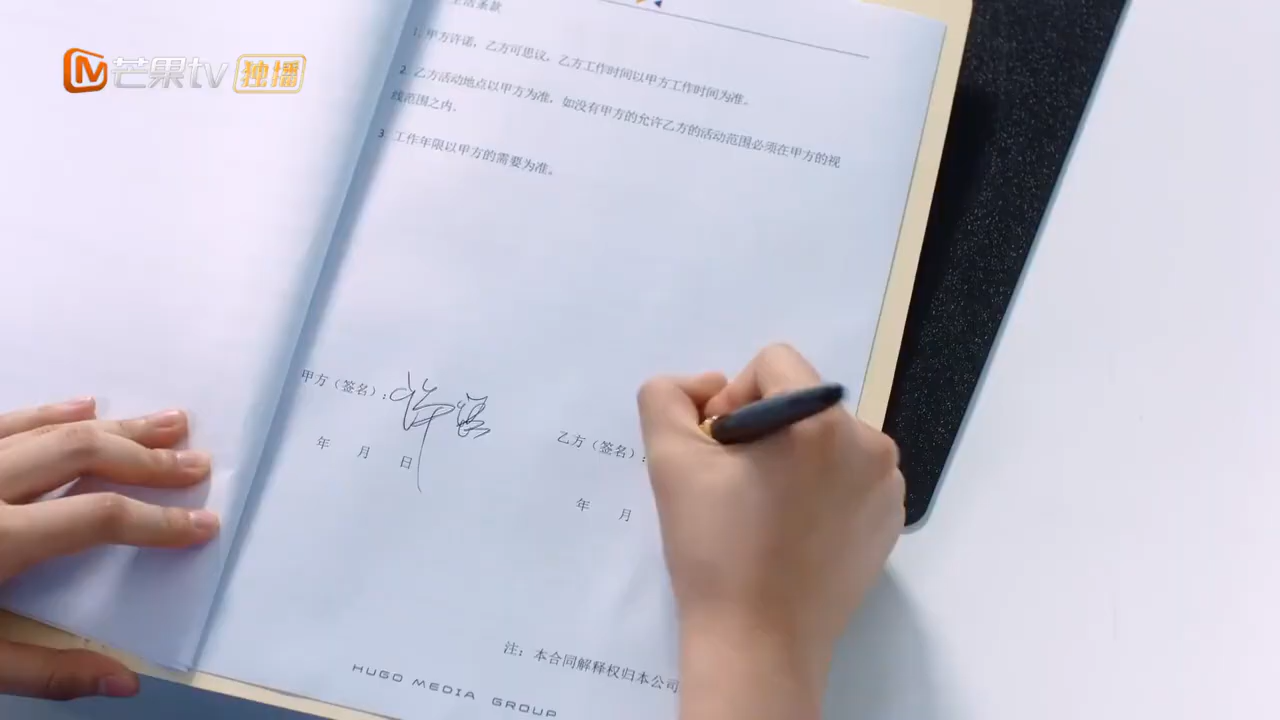 芒果tv 独播
生活条款
1. 甲方许诺，乙方可思议，乙方工作时间以甲方工作时间为准。
2. 乙方活动地点以甲方为准，如没有甲方的允许乙方的活动范围必须在甲方的视
线范围之内.
3. 工作年限以甲方的需要为准。
甲方（签名）：许诺
乙方（签名）：
年 月 日
年 月
注：本合同解释权归本公司
HUGO MEDIA GROUP